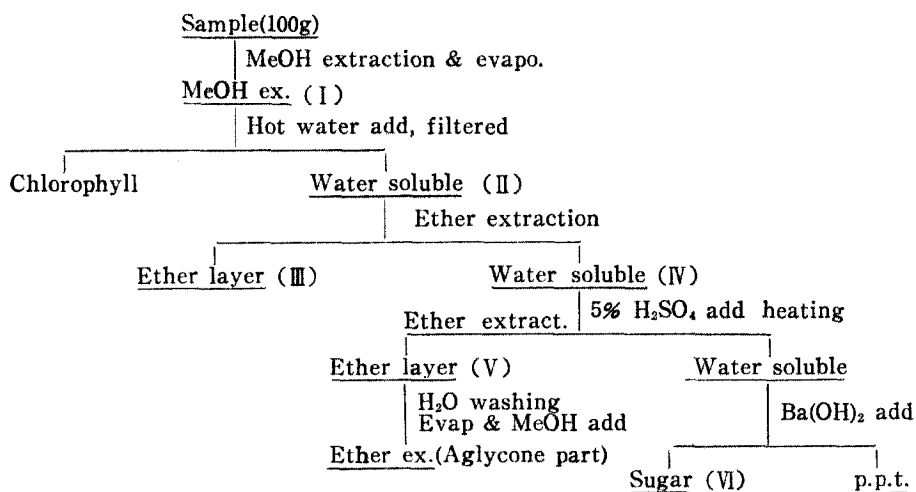 Sample(100g)
MeOH extraction & evapo.
MeOH ex. (Ⅰ)
Hot water add, filtered
Chlorophyll Water soluble (Ⅱ)
Ether extraction
Ether layer (Ⅲ) Water soluble (Ⅳ)
Ether extract. 5% H₂SO₄ add heating
Ether layer (Ⅴ) Water soluble
H₂O washing
Evap & MeOH add Ba(OH)₂ add
Ether ex.(Aglycone part)
Sugar (Ⅵ) p.p.t.